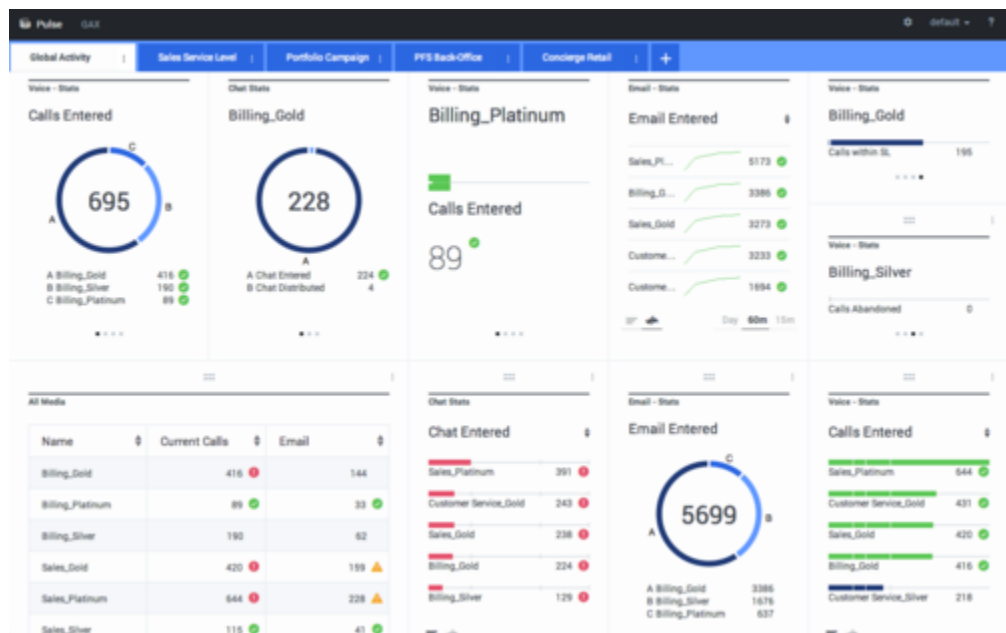 Pulse GAX default ?
Global Activity Sales Service Level Portfolio Campaign PFS Back-Office Concierge Retail +
Voice - Stats
Calls Entered
C
695
A
B
A Billing_Gold 416
B Billing_Silver 190
C Billing_Platinum 89
Chat Stats
Billing_Gold
228
A
A Chat Entered 224
B Chat Distributed 4
Voice - Stats
Billing_Platinum
Calls Entered
89
Email - Stats
Email Entered
Sales_Pl... 5173
Billing_G... 3386
Sales_Gold 3273
Custome... 3233
Custome... 1694
Day 60m 15m
Voice - Stats
Billing_Gold
Calls within SL 195
Voice - Stats
Billing_Silver
Calls Abandoned 0
All Media
Name Current Calls Email
Billing_Gold 416 144
Billing_Platinum 89 33
Billing_Silver 190 62
Sales_Gold 420 159
Sales_Platinum 644 228
Sales_Silver 115 41
Chat Stats
Chat Entered
Sales_Platinum 391
Customer Service_Gold 243
Sales_Gold 238
Billing_Gold 224
Billing_Silver 129
Email - Stats
Email Entered
C
5699
A
B
A Billing_Gold 3386
B Billing_Silver 1676
C Billing_Platinum 637
Voice - Stats
Calls Entered
Sales_Platinum 644
Customer Service_Gold 431
Sales_Gold 420
Billing_Gold 416
Customer Service_Silver 218